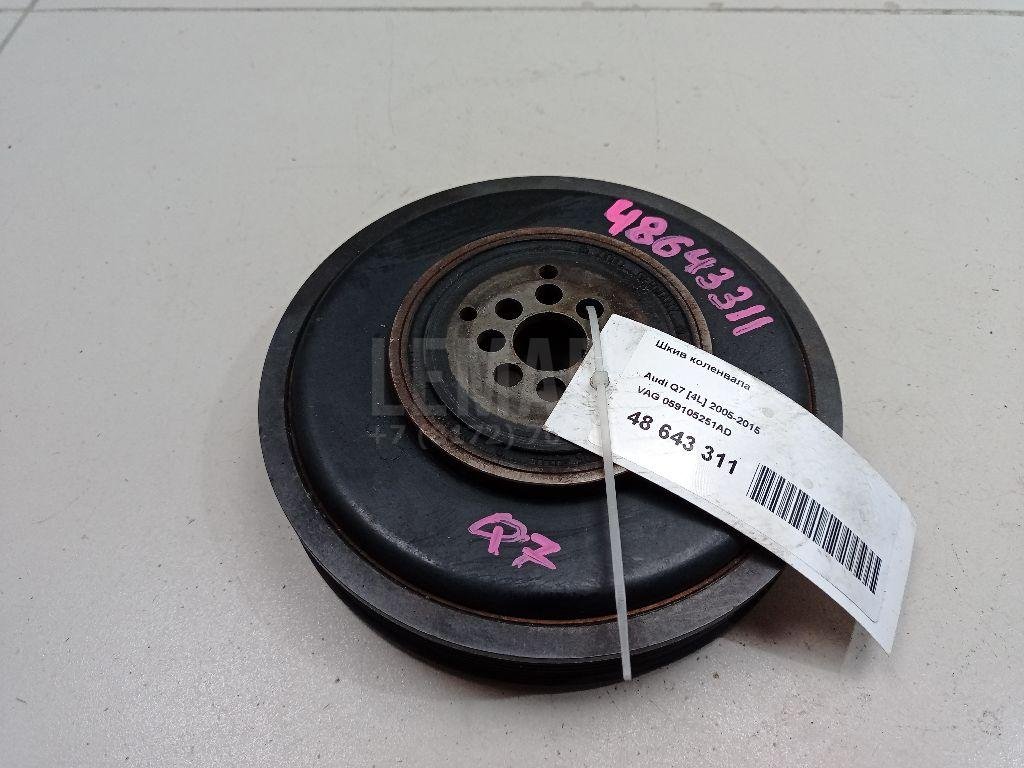 48643311
Шкив коленвала
Audi Q7 [4L] 2005-2015
VAG 059105251AD
48 643 311
Q7